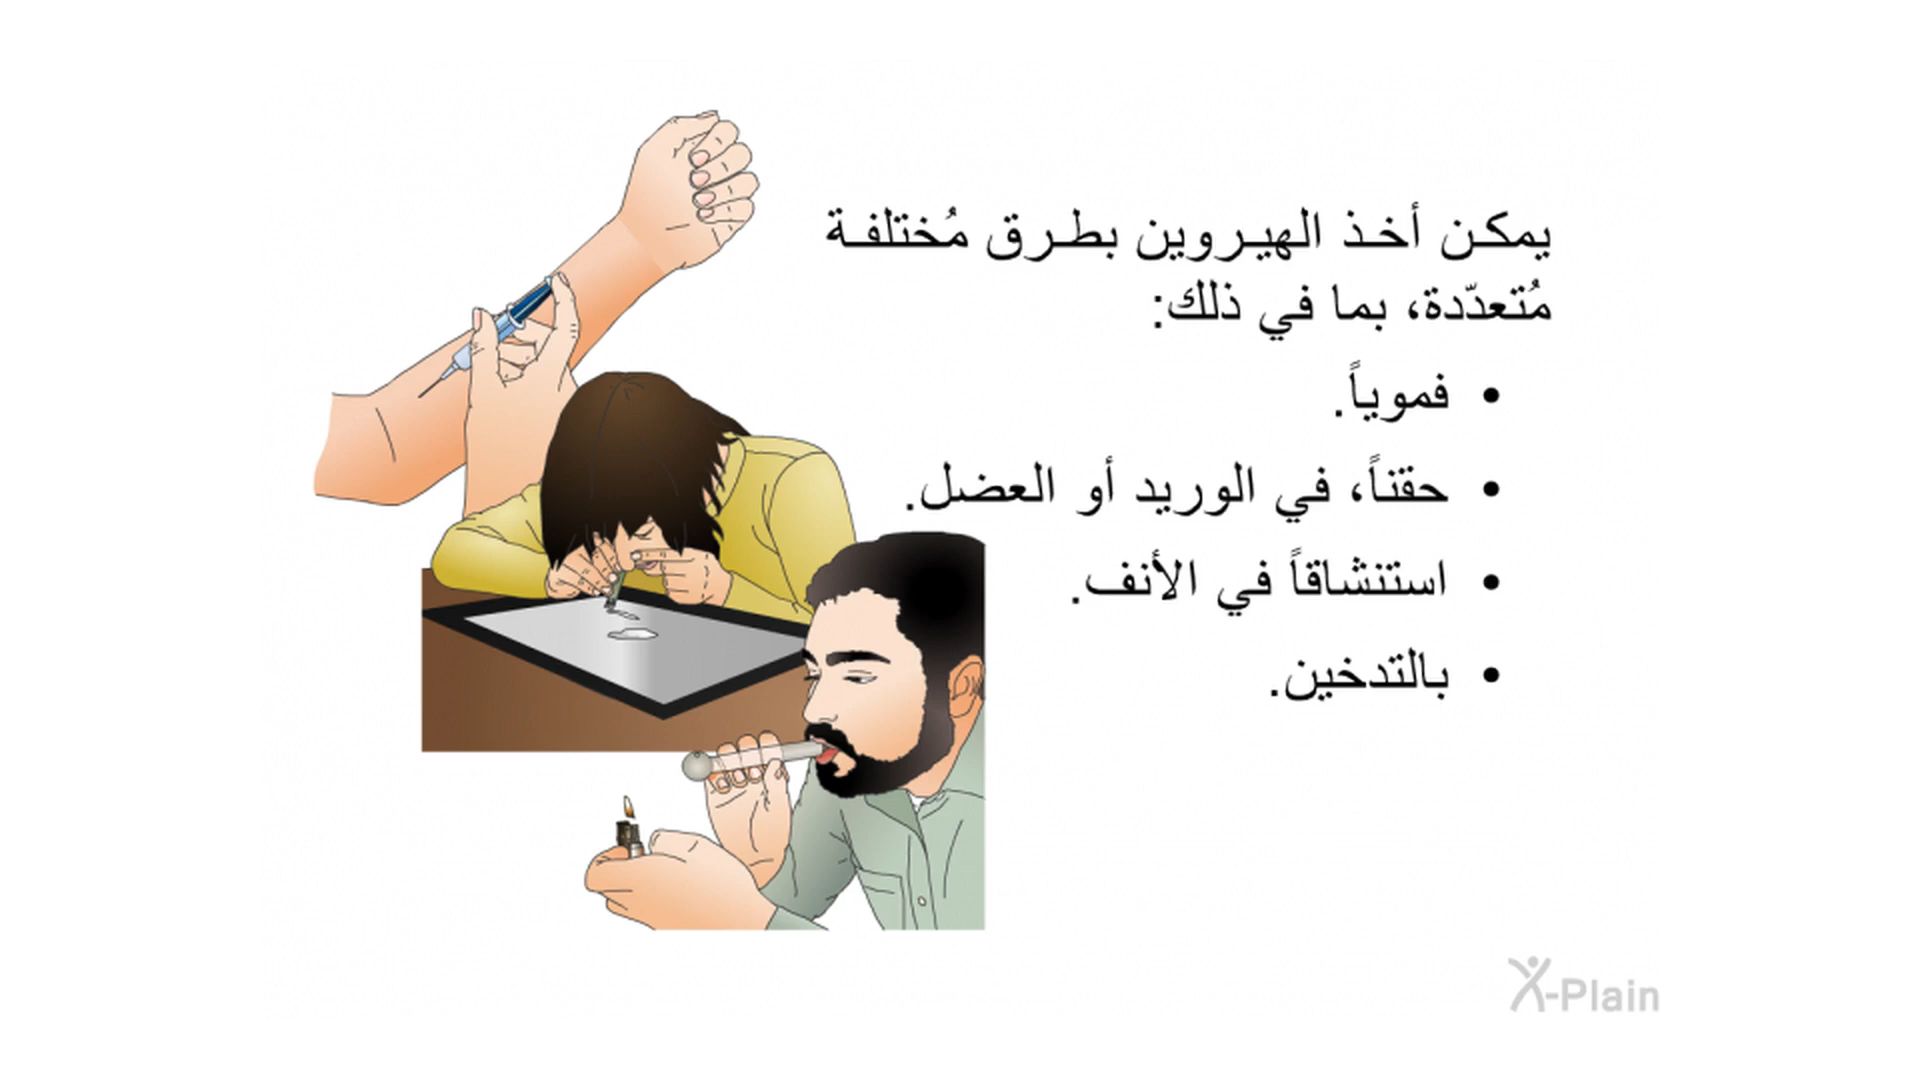 يمكن أخذ الهيروين بطرق مُختلفة
مُتعدّدة، بما في ذلك:
• فموياً.
• حقناً، في الوريد أو العضل.
• استنشاقاً في الأنف.
• بالتدخين.
X-Plain